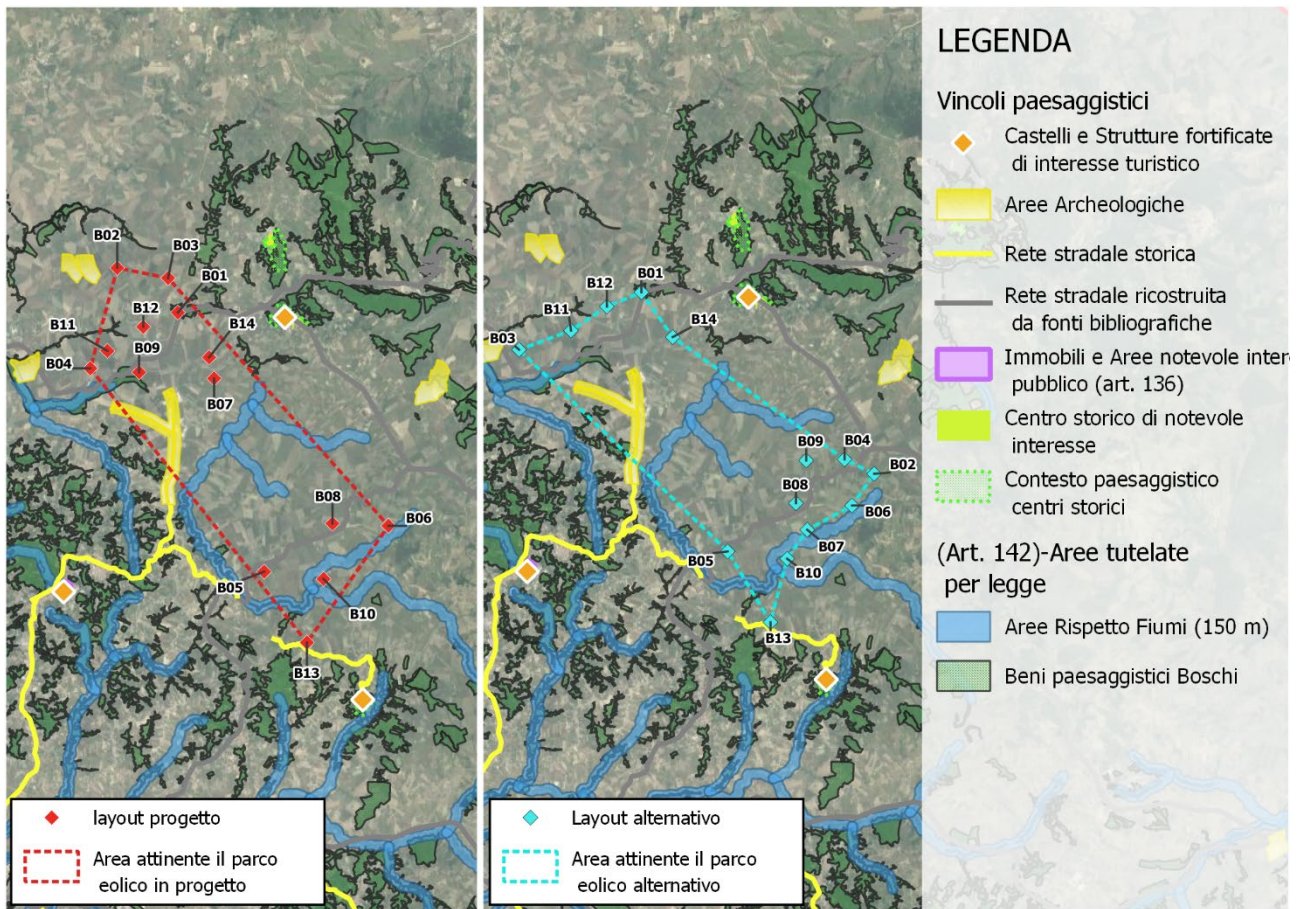 B02
B03
B01
B12
B11
B14
B04
B09
B07
B08
B06
B05
B10
B13
layout progetto
Area attinente il parco
eolico in progetto
B01
B12
B11
B14
B03
B09
B04
B02
B08
B06
B07
B05
B10
B13
Layout alternativo
Area attinente il parco
eolico alternativo
LEGENDA
Vincoli paesaggistici
Castelli e Strutture fortificate
di interesse turistico
Aree Archeologiche
Rete stradale storica
Rete stradale ricostruita
da fonti bibliografiche
Immobili e Aree notevole inter
pubblico (art. 136)
Centro storico di notevole
interesse
Contesto paesaggistico
centri storici
(Art. 142)-Aree tutelate
per legge
Aree Rispetto Fiumi (150 m)
Beni paesaggistici Boschi